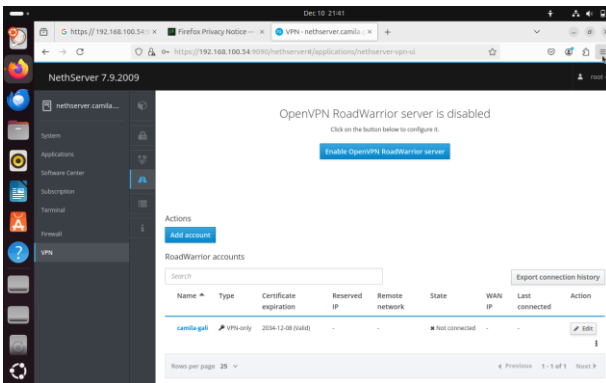 Dec 10 21:41
https://192.168.100.54:9
Firefox Privacy Notice —
VPN - nethserver.camila.g
https://192.168.100.54:9090/nethserver#/applications/nethserver-vpn-ui
NethServer 7.9.2009
root
nethserver.camila....
System
Applications
Software Center
Subscription
Terminal
Firewall
VPN
OpenVPN RoadWarrior server is disabled
Click on the button below to configure it.
Enable OpenVPN RoadWarrior server
Actions
Add account
RoadWarrior accounts
Search
Export connection history
Name Type Certificate expiration Reserved IP Remote network State WAN IP Last connected Action
camila-gali VPN-only 2034-12-08 (Valid) - - Not connected - - Edit
Rows per page 25
Previous 1 - 1 of 1 Next